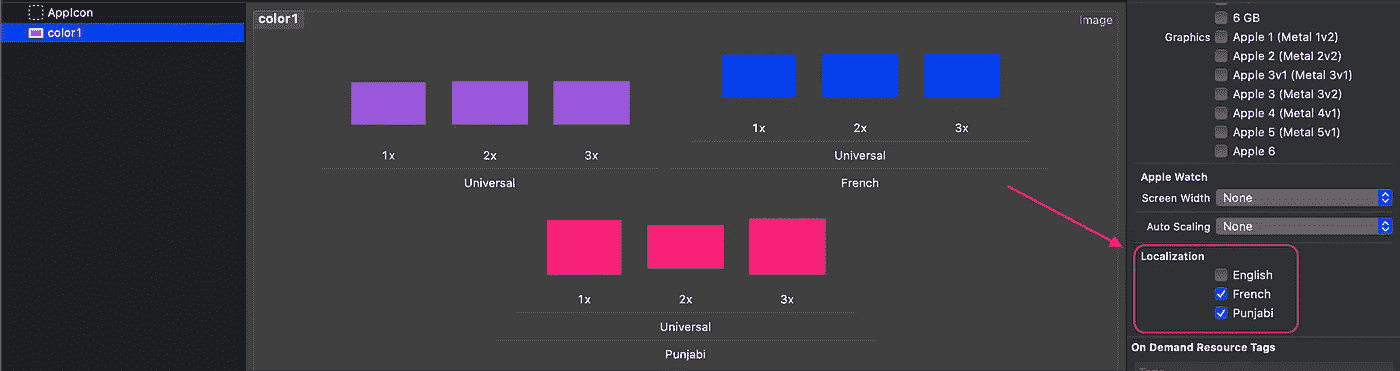 AppIcon
color1
color1
Image
1x 2x 3x
Universal
1x 2x 3x
Universal
French
1x 2x 3x
Universal
Punjabi
6 GB
Graphics Apple 1 (Metal 1v2)
Apple 2 (Metal 2v2)
Apple 3v1 (Metal 3v1)
Apple 3 (Metal 3v2)
Apple 4 (Metal 4v1)
Apple 5 (Metal 5v1)
Apple 6
Apple Watch
Screen Width None
Auto Scaling None
Localization
English
French
Punjabi
On Demand Resource Tags